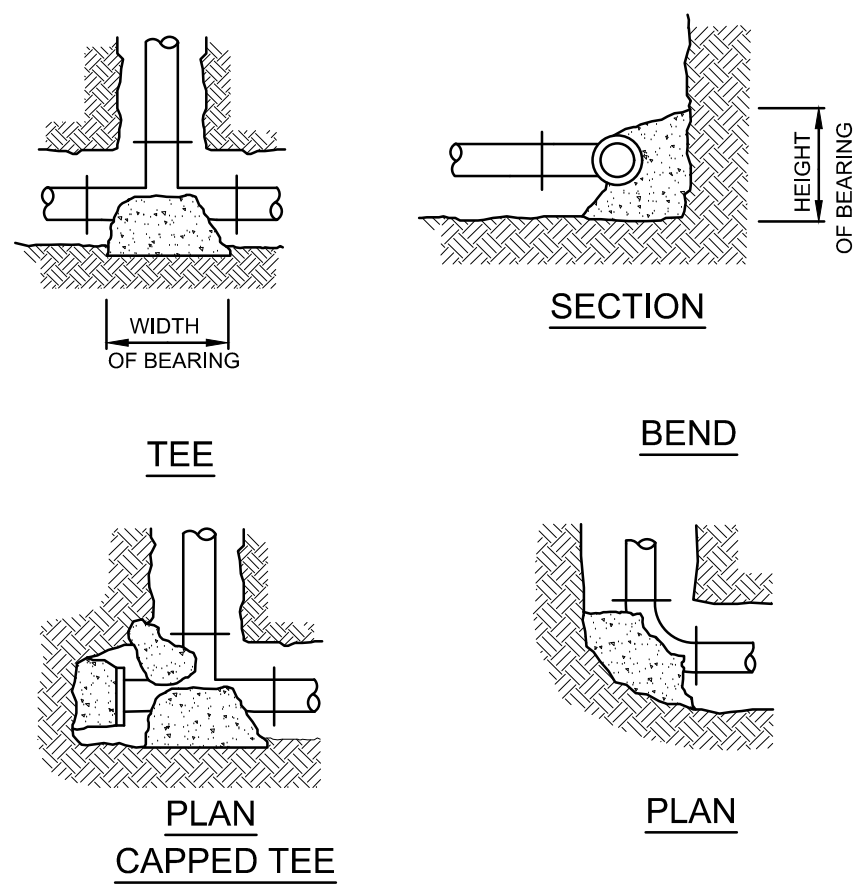 WIDTH
OF BEARING
TEE
HEIGHT
OF BEARING
SECTION
BEND
PLAN
CAPPED TEE
PLAN